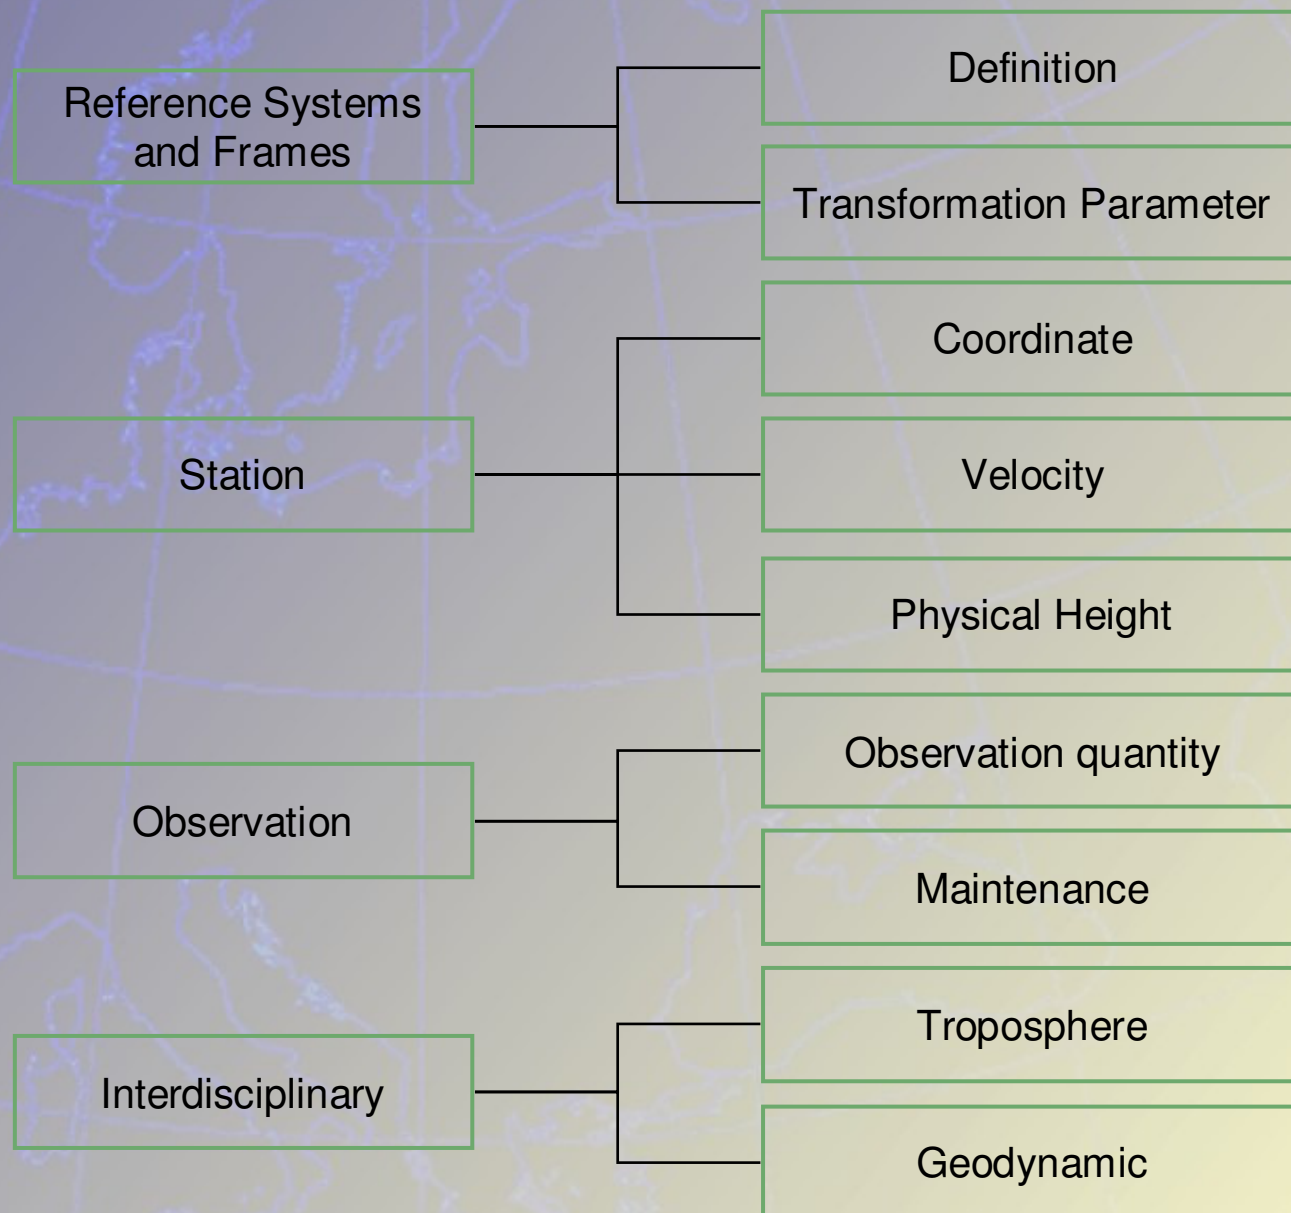 Reference Systems
and Frames
Definition
Transformation Parameter
Station
Coordinate
Velocity
Physical Height
Observation
Observation quantity
Maintenance
Interdisciplinary
Troposphere
Geodynamic